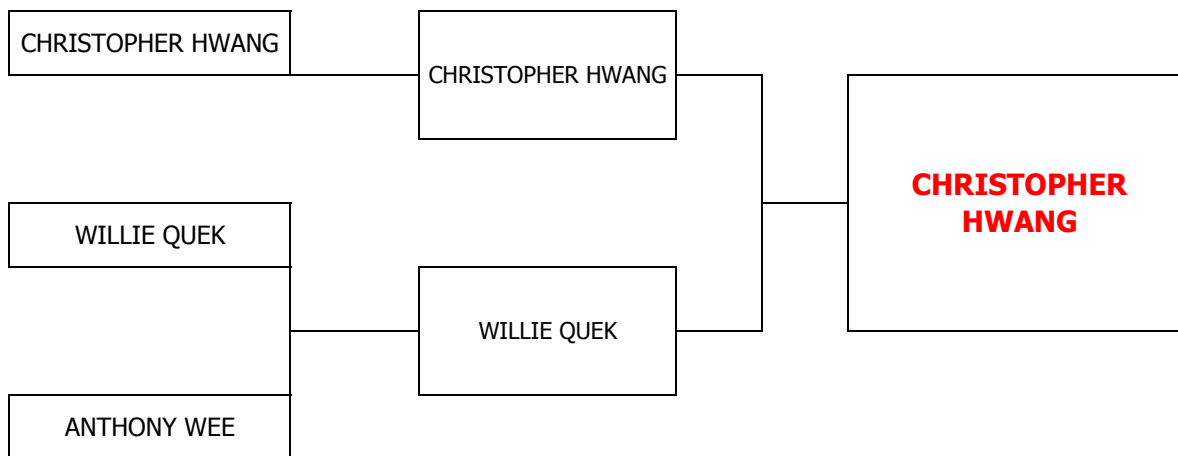 CHRISTOPHER HWANG
CHRISTOPHER HWANG
CHRISTOPHER
HWANG
WILLIE QUEK
WILLIE QUEK
ANTHONY WEE